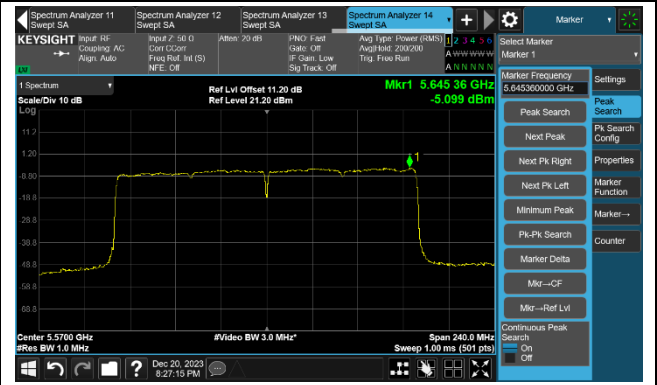 Spectrum Analyzer 11
Swept SA
Spectrum Analyzer 12
Swept SA
Spectrum Analyzer 13
Swept SA
Spectrum Analyzer 14
Swept SA
Marker
KEYSIGHT
Input: RF
Coupling: AC
Align: Auto
Input Z: 50 Ω
Corr CCorr
Freq Ref: Int (S)
NFE: Off
Atten: 20 dB
PNO: Fast
Gate: Off
IF Gain: Low
Sig Track: Off
Avg Type: Power (RMS)
Avg|Hold: 200/200
Trig: Free Run
1 2 3 4 5 6
A W W W W W
A N N N N N
LVI
Select Marker
Marker 1
1 Spectrum
Scale/Div 10 dB
Ref Lvl Offset 11.20 dB
Ref Level 21.20 dBm
Mkr1 5.645 36 GHz
-5.099 dBm
Log
11.2
1.20
-8.80
-18.8
-28.8
-38.8
-48.8
-58.8
-68.8
1
Center 5.5700 GHz
#Res BW 1.0 MHz
#Video BW 3.0 MHz*
Span 240.0 MHz
Sweep 1.00 ms (501 pts)
Marker Frequency
5.645360000 GHz
Peak Search
Next Peak
Next Pk Right
Next Pk Left
Minimum Peak
Pk-Pk Search
Marker Delta
Mkr→CF
Mkr→Ref Lvl
Continuous Peak
Search
On
Off
Settings
Peak
Search
Pk Search
Config
Properties
Marker
Function
Marker→
Counter
Dec 20, 2023
8:27:15 PM